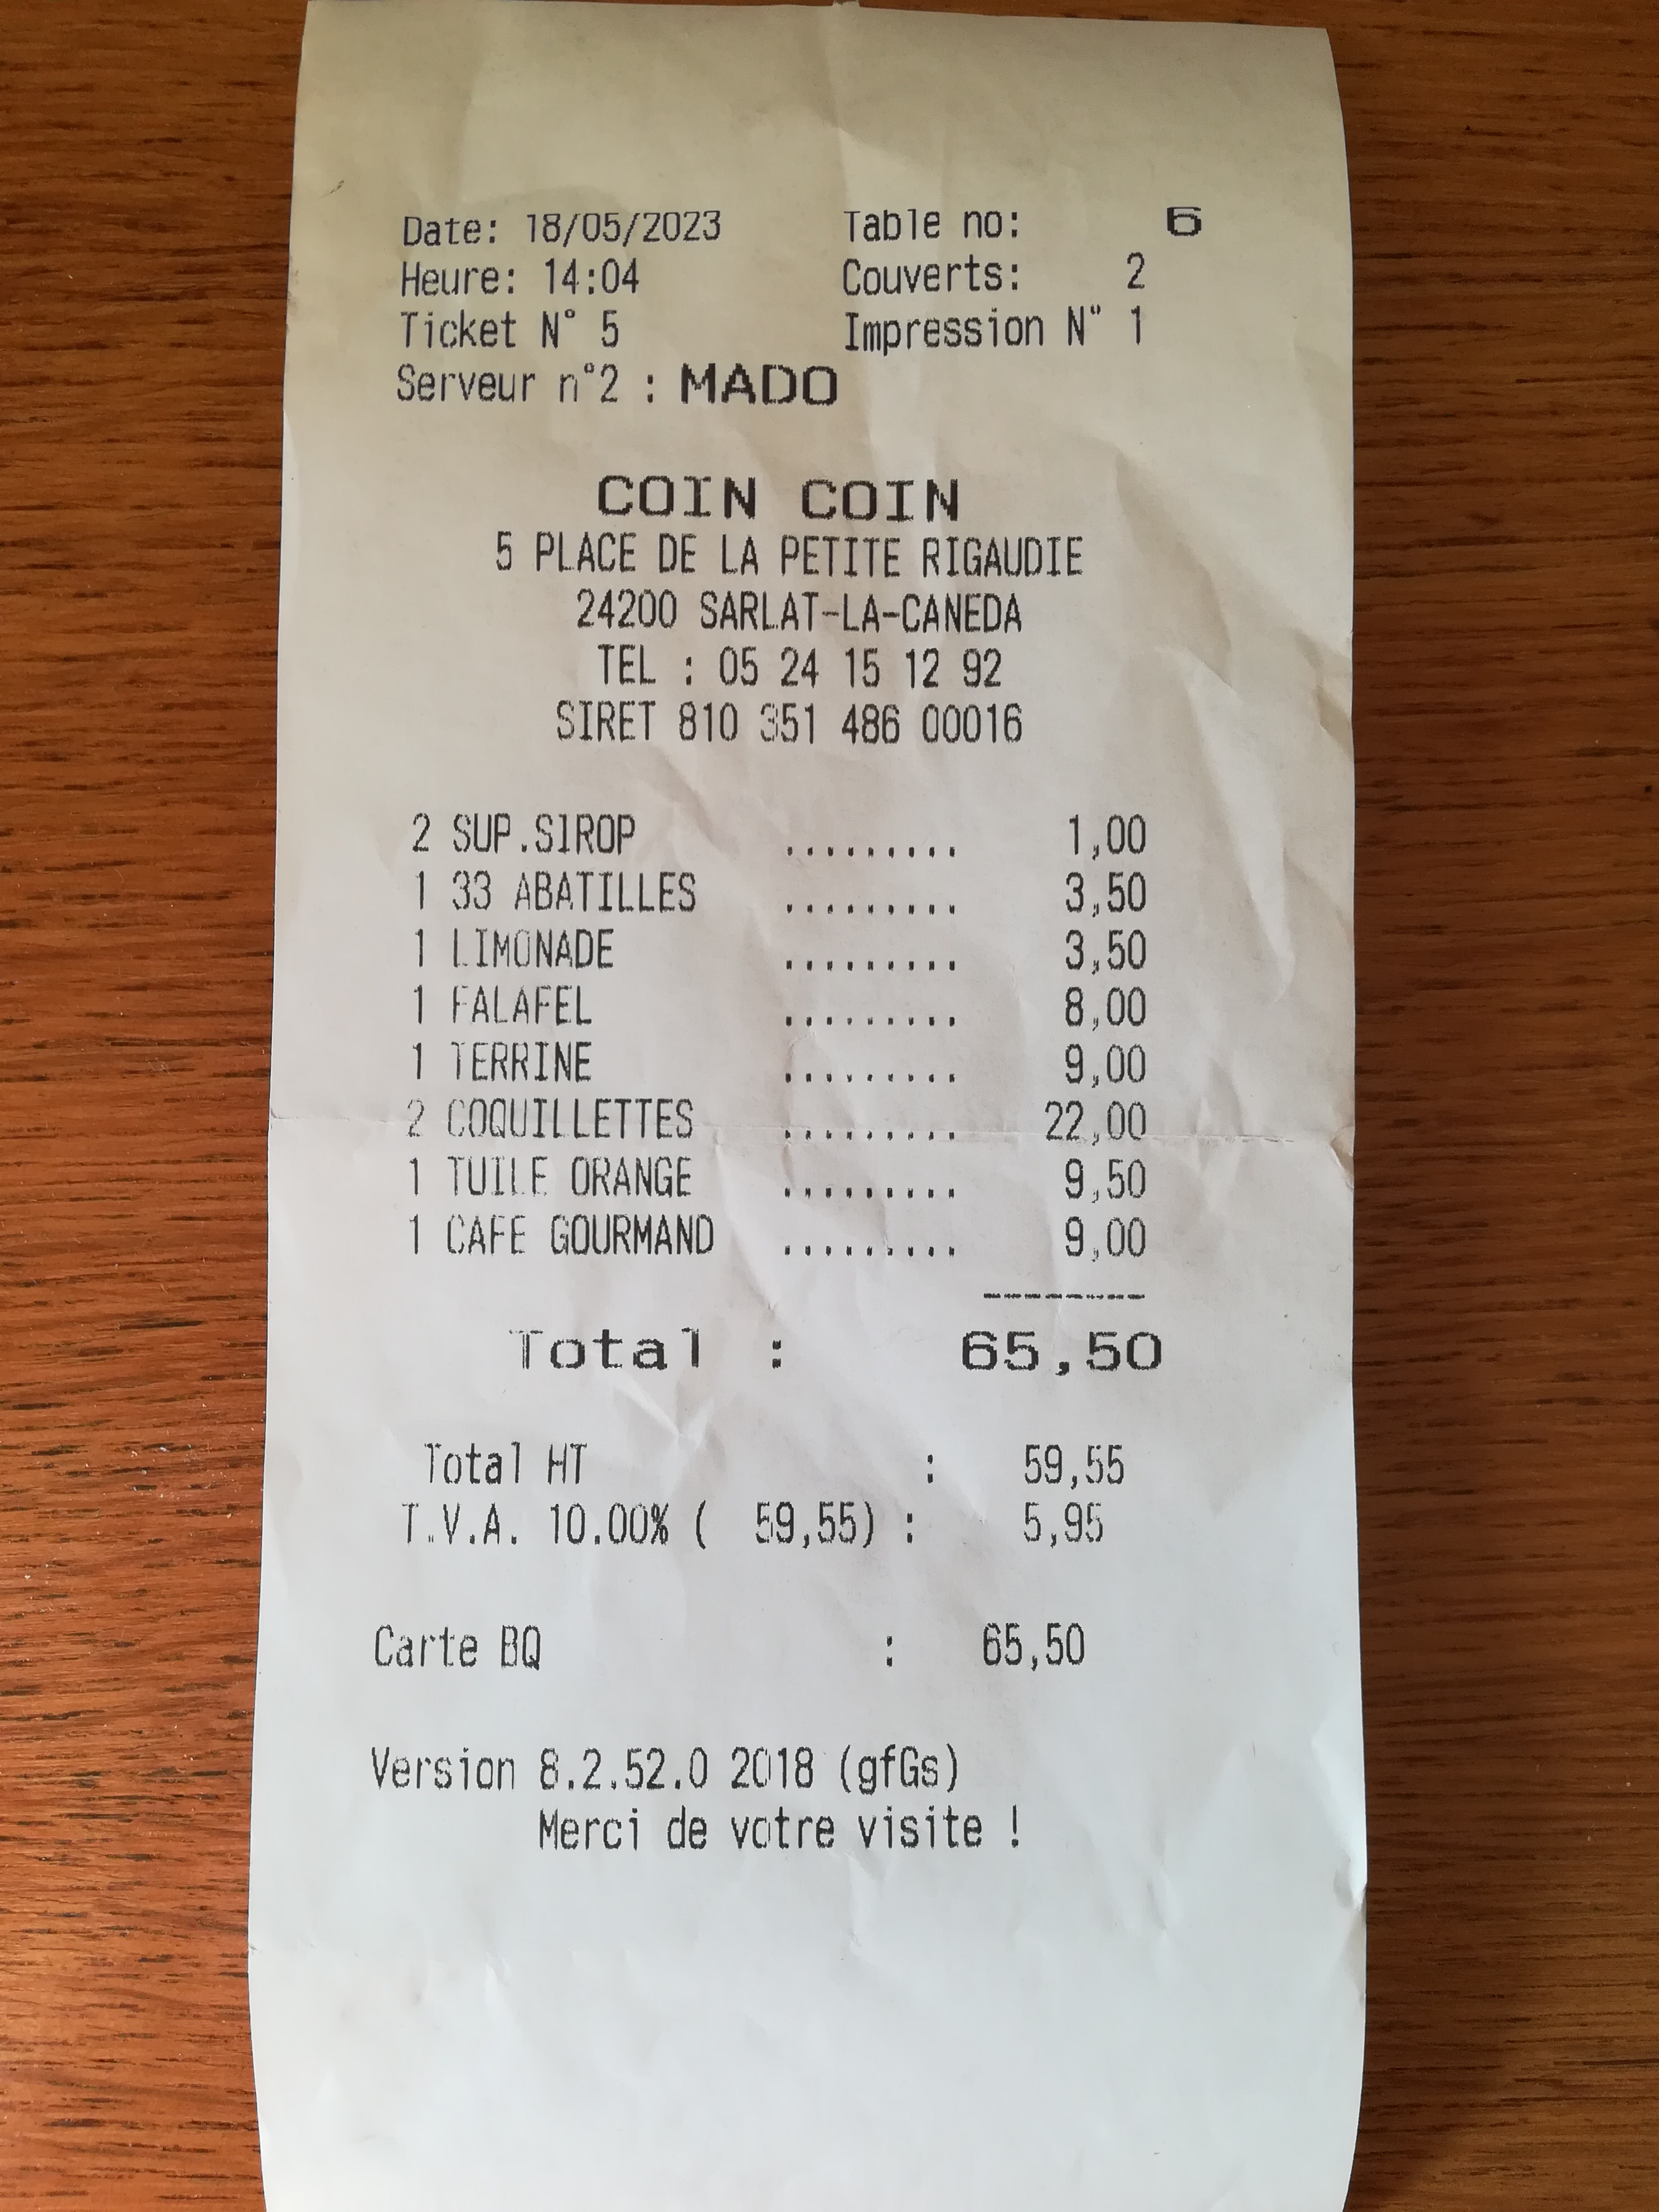 Date: 18/05/2023 Table no: 6
Heure: 14:04 Couverts: 2
Ticket N° 5 Impression N° 1
Serveur n°2 : MADO
COIN COIN
5 PLACE DE LA PETITE RIGAUDIE
24200 SARLAT-LA-CANEDA
TEL : 05 24 15 12 92
SIRET 810 351 486 00016
2 SUP.SIROP ......... 1,00
1 33 ABATILLES ......... 3,50
1 LIMONADE ......... 3,50
1 FALAFEL ......... 8,00
1 TERRINE ......... 9,00
2 COQUILLETTES ......... 22,00
1 TUILE ORANGE ......... 9,50
1 CAFE GOURMAND ......... 9,00
--------
Total : 65,50
Total HT : 59,55
T.V.A. 10.00% ( 59,55) : 5,95
Carte BQ : 65,50
Version 8.2.52.0 2018 (gfGs)
Merci de votre visite !